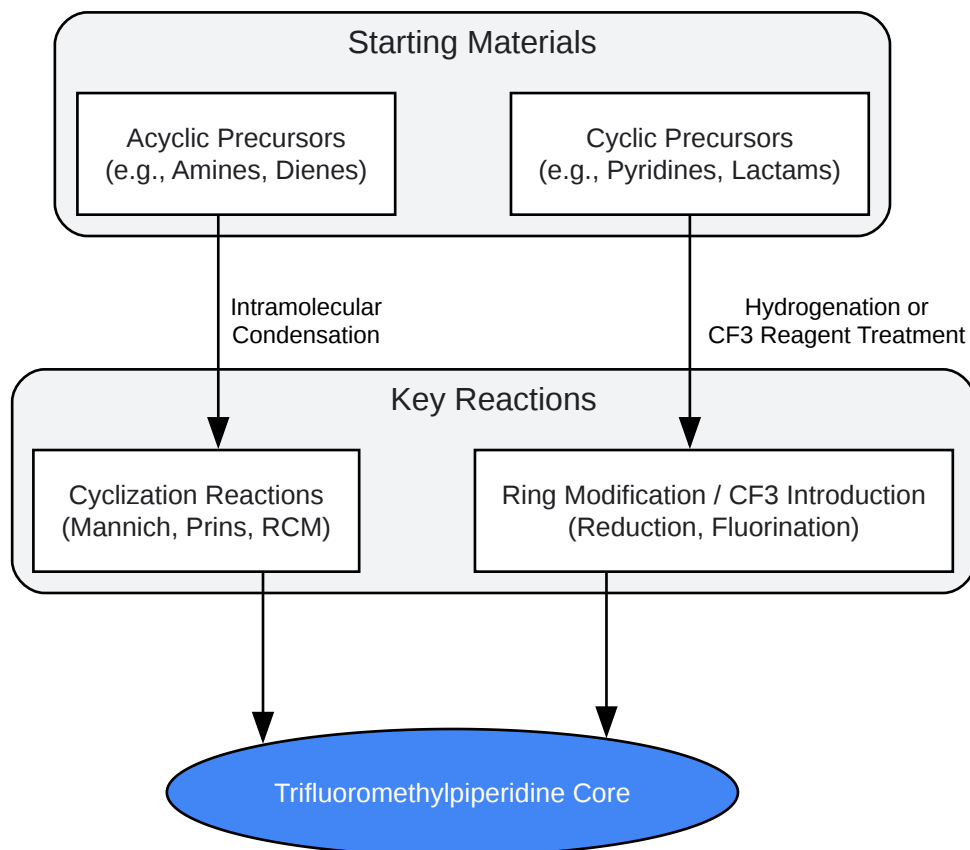 Starting Materials
Acyclic Precursors
(e.g., Amines, Dienes)
Cyclic Precursors
(e.g., Pyridines, Lactams)
Intramolecular
Condensation
Hydrogenation or
CF3 Reagent Treatment
Key Reactions
Cyclization Reactions
(Mannich, Prins, RCM)
Ring Modification / CF3 Introduction
(Reduction, Fluorination)
Trifluoromethylpiperidine Core